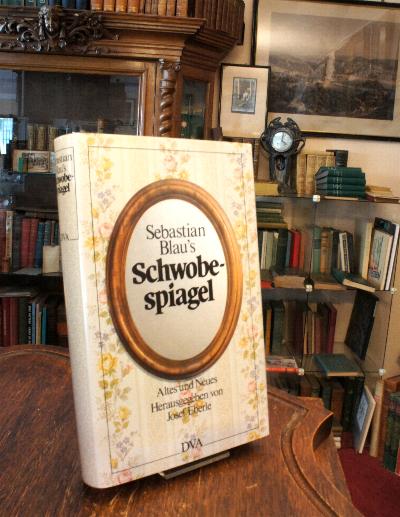 Sebastian
Blau's
Schwobe-
spiagel
DVA
Sebastian
Blau's
Schwobe-
spiagel
Altes und Neues
Herausgegeben von
Josef Eberle
DVA